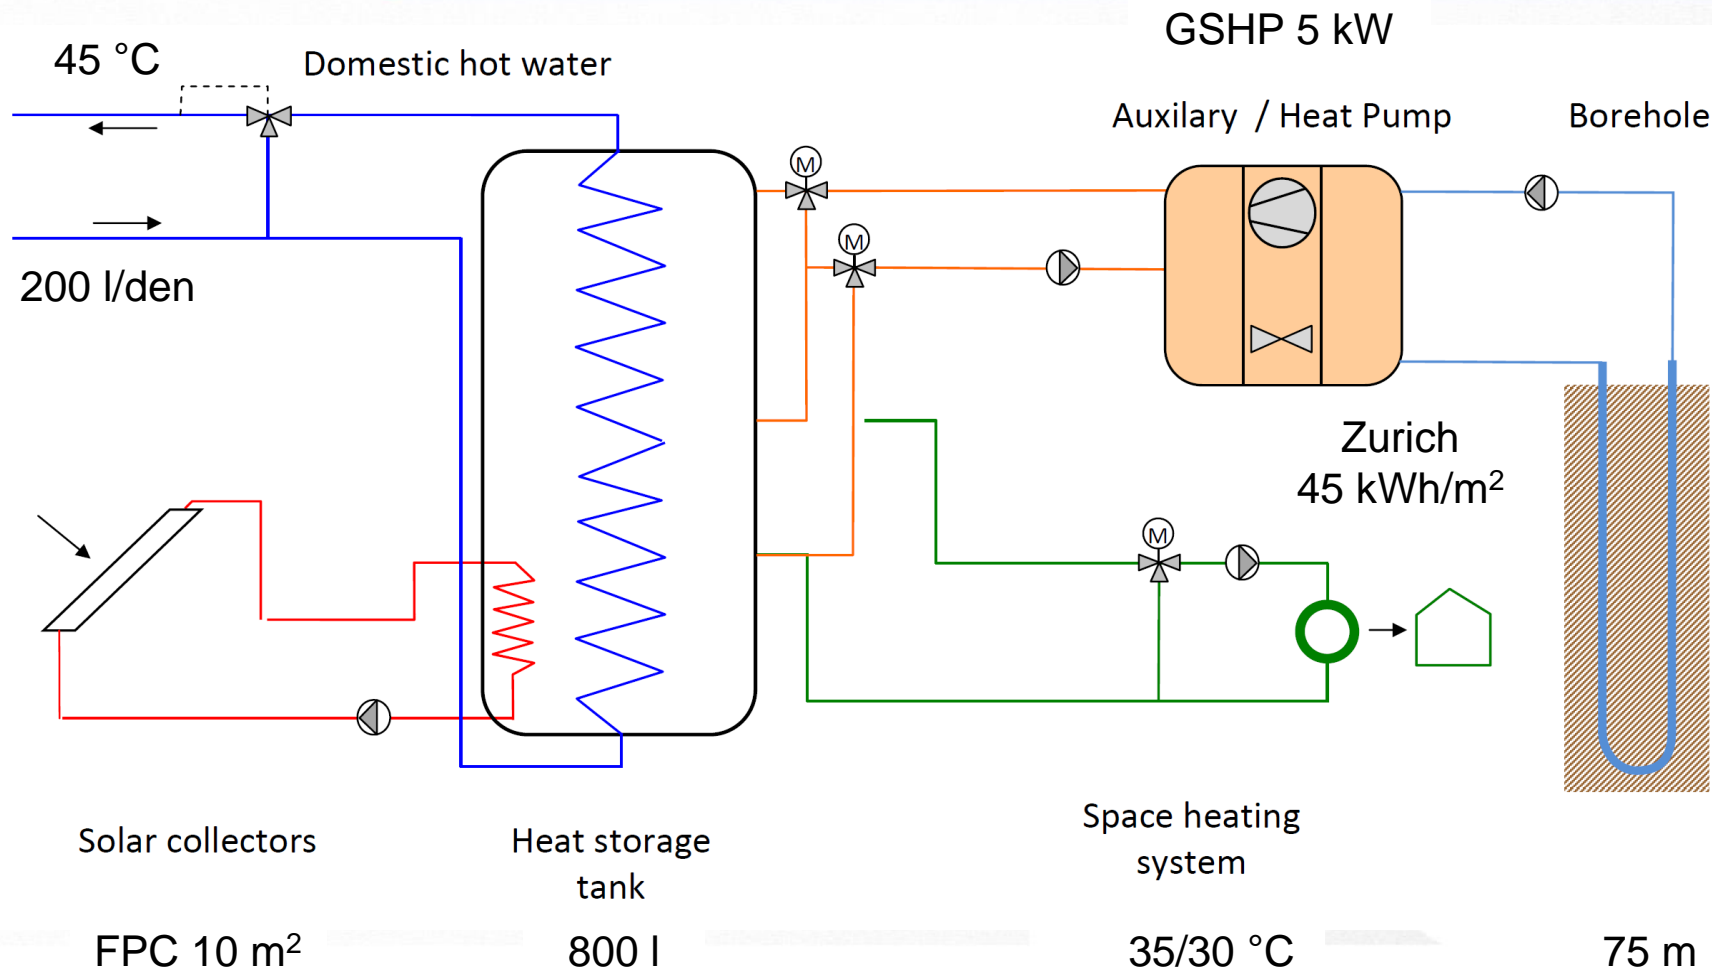 GSHP 5 kW
45 °C
Domestic hot water
Auxilary / Heat Pump
Borehole
M
M
200 l/den
Zurich
45 kWh/m²
M
Space heating
system
Solar collectors
Heat storage
tank
FPC 10 m²
800 l
35/30 °C
75 m